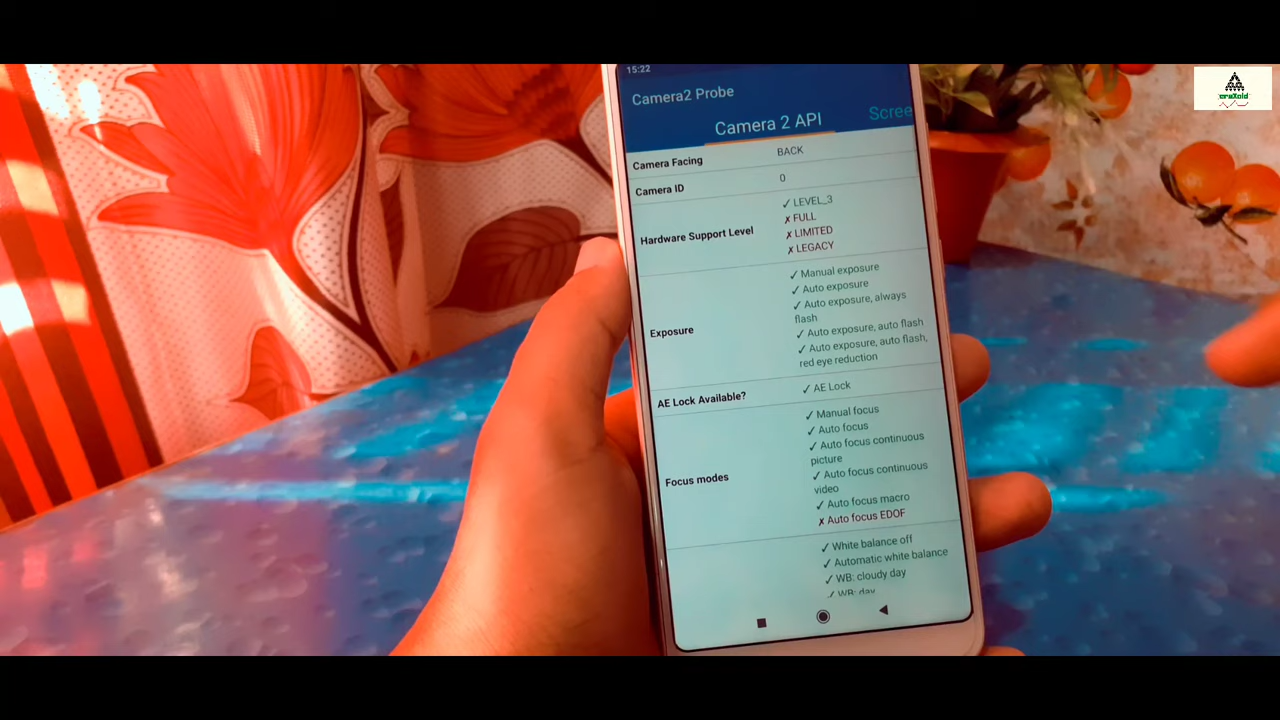 15:22
Camera2 Probe
Camera 2 API
Scree
Camera Facing
BACK
Camera ID
0
Hardware Support Level
✓ LEVEL_3
✗ FULL
✗ LIMITED
✗ LEGACY
Exposure
✓ Manual exposure
✓ Auto exposure
✓ Auto exposure, always
flash
✓ Auto exposure, auto flash
✓ Auto exposure, auto flash,
red eye reduction
AE Lock Available?
✓ AE Lock
Focus modes
✓ Manual focus
✓ Auto focus
✓ Auto focus continuous
picture
✓ Auto focus continuous
video
✓ Auto focus macro
✗ Auto focus EDOF
✓ White balance off
✓ Automatic white balance
✓ WB: cloudy day
✓ WB: day